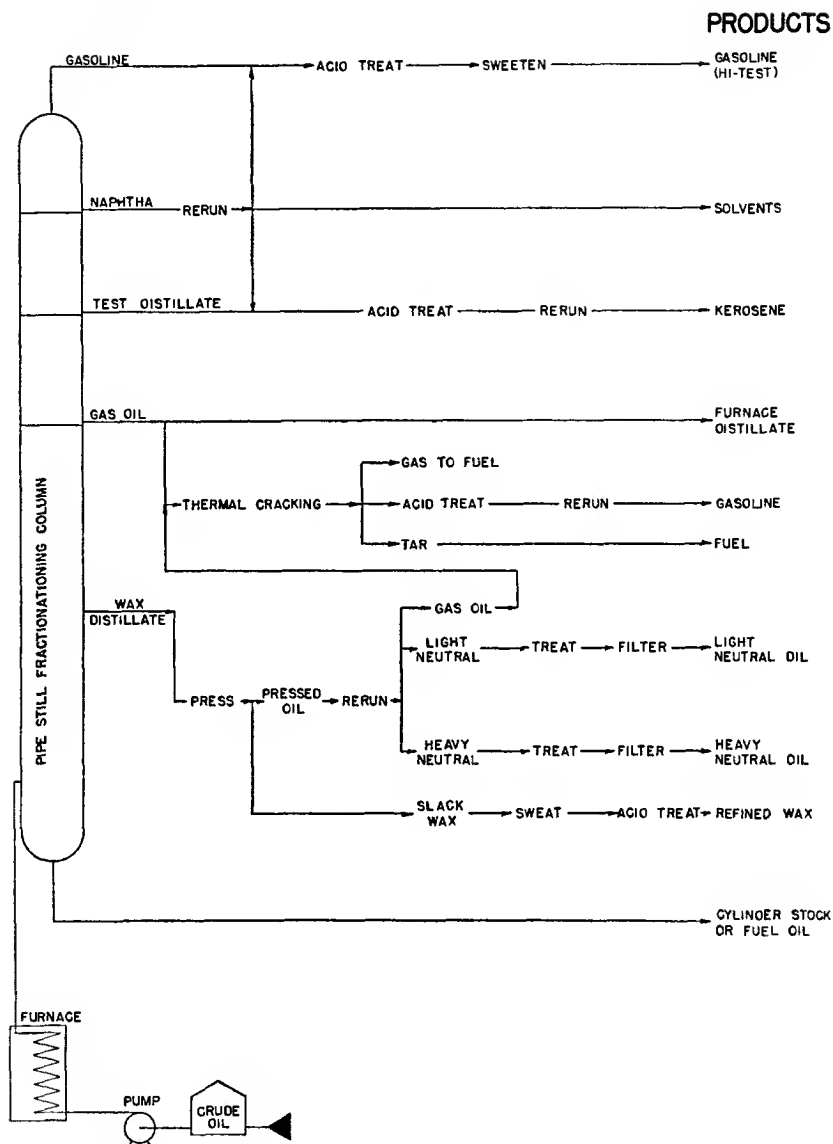 PRODUCTS
GASOLINE
ACIO TREAT
SWEETEN
GASOLINE
(HI-TEST)
NAPHTHA
RERUN
SOLVENTS
TEST OISTILLATE
ACID TREAT
RERUN
KEROSENE
GAS OIL
FURNACE
OISTILLATE
GAS TO FUEL
THERMAL CRACKING
ACID TREAT
RERUN
GASOLINE
TAR
FUEL
PIPE STILL FRACTIONATIONING COLUMN
WAX
DISTILLATE
GAS OIL
LIGHT
NEUTRAL
TREAT
FILTER
LIGHT
NEUTRAL OIL
PRESS
PRESSED
OIL
RERUN
HEAVY
NEUTRAL
TREAT
FILTER
HEAVY
NEUTRAL OIL
SLACK
WAX
SWEAT
ACIO TREAT
REFINED WAX
CYLINOER STOCK
OR FUEL OIL
FURNACE
PUMP
CRUDE
OIL